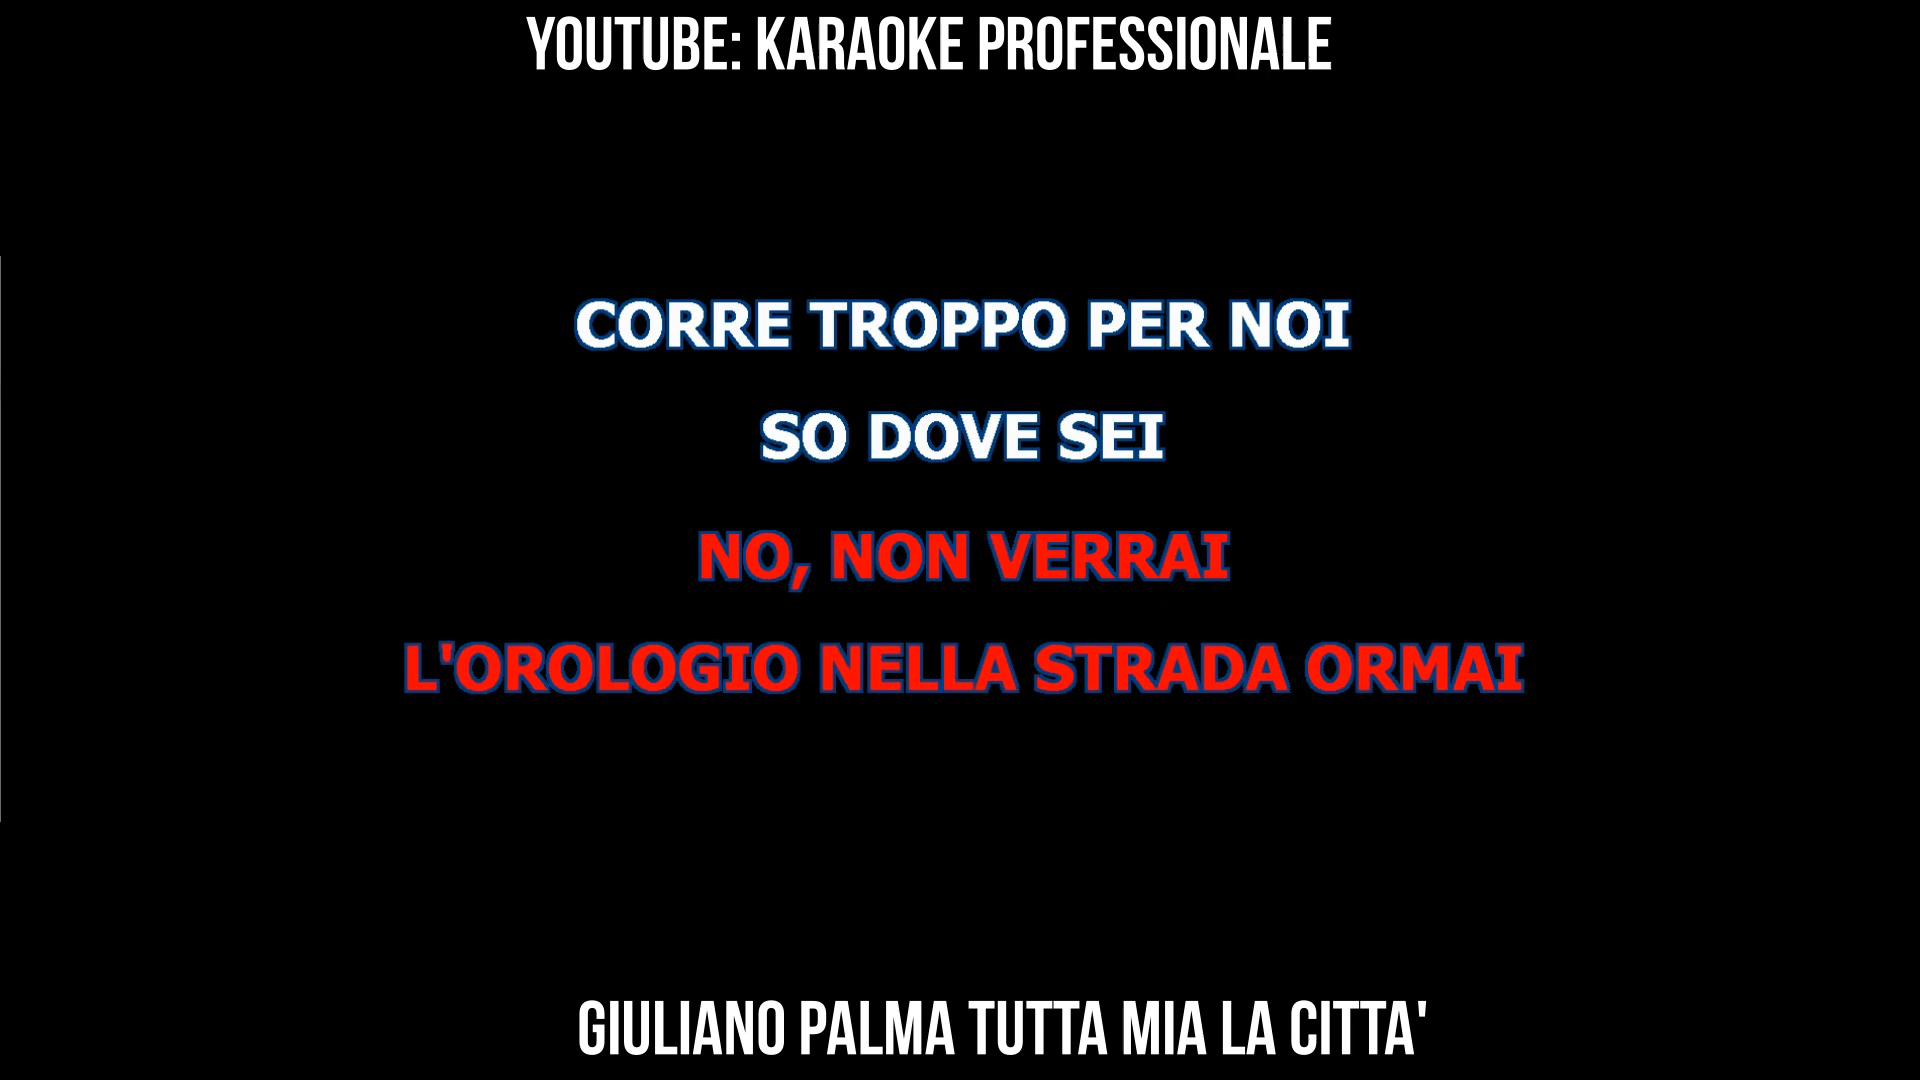 YOUTUBE: KARAOKE PROFESSIONALE
CORRE TROPPO PER NOI
SO DOVE SEI
NO, NON VERRAI
L'OROLOGIO NELLA STRADA ORMAI
GIULIANO PALMA TUTTA MIA LA CITTA'